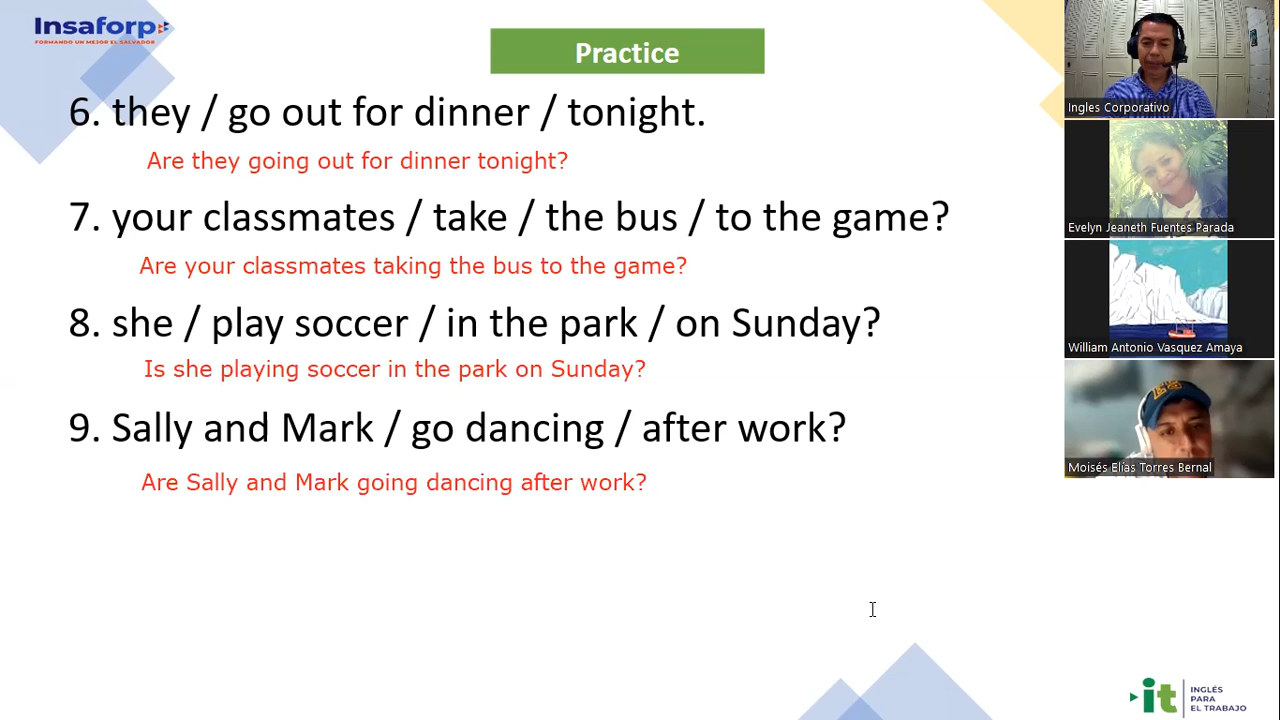 Insaforp
FORMANDO UN MEJOR EL SALVADOR
Practice
6. they / go out for dinner / tonight.
Are they going out for dinner tonight?
7. your classmates / take / the bus / to the game?
Are your classmates taking the bus to the game?
8. she / play soccer / in the park / on Sunday?
Is she playing soccer in the park on Sunday?
9. Sally and Mark / go dancing / after work?
Are Sally and Mark going dancing after work?
Ingles Corporativo
Evelyn Jeaneth Fuentes Parada
William Antonio Vasquez Amaya
Moisés Elías Torres Bernal
it
INGLÉS
PARA
EL TRABAJO